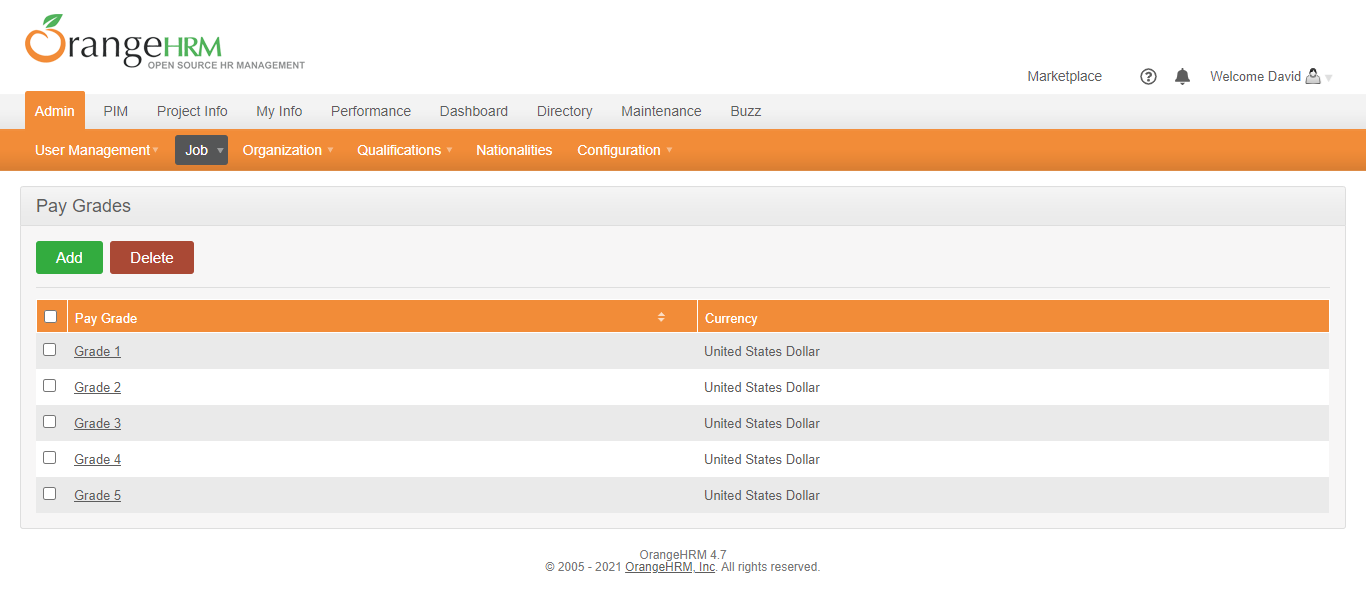 OrangeHRM
OPEN SOURCE HR MANAGEMENT
Marketplace Welcome David
Admin PIM Project Info My Info Performance Dashboard Directory Maintenance Buzz
User Management Job Organization Qualifications Nationalities Configuration
Pay Grades
Add Delete
Pay Grade Currency
Grade 1 United States Dollar
Grade 2 United States Dollar
Grade 3 United States Dollar
Grade 4 United States Dollar
Grade 5 United States Dollar
OrangeHRM 4.7
© 2005 - 2021 OrangeHRM, Inc. All rights reserved.